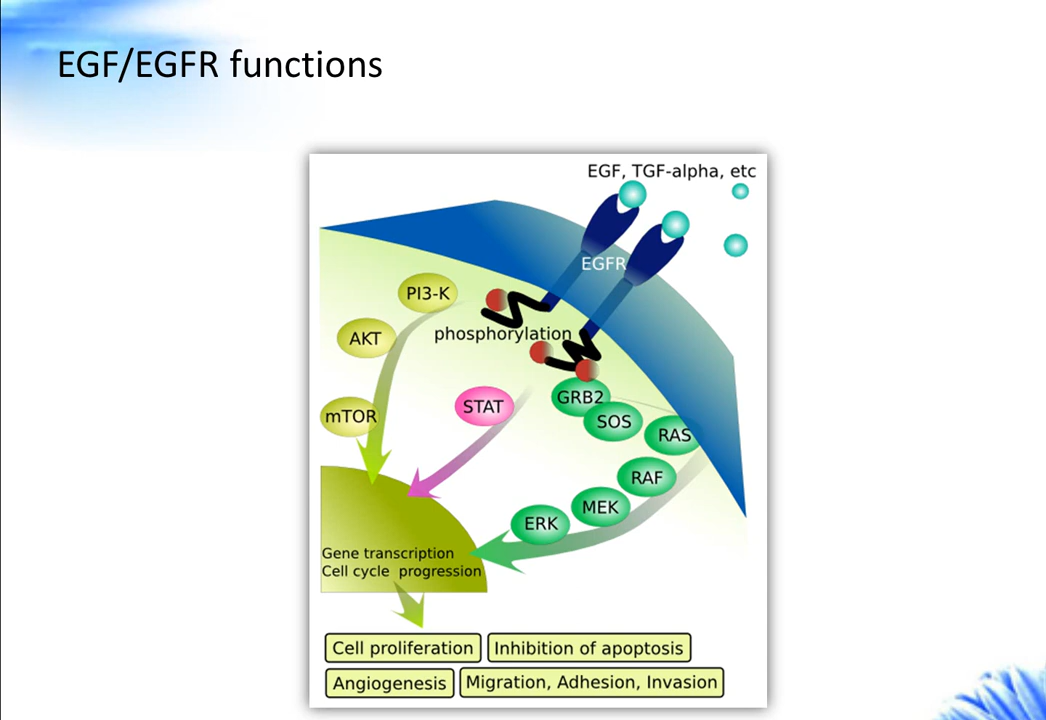 EGF/EGFR functions
EGF, TGF-alpha, etc
EGFR
PI3-K
phosphorylation
AKT
mTOR
STAT
GRB2
SOS
RAS
RAF
MEK
ERK
Gene transcription
Cell cycle progression
Cell proliferation
Inhibition of apoptosis
Angiogenesis
Migration, Adhesion, Invasion